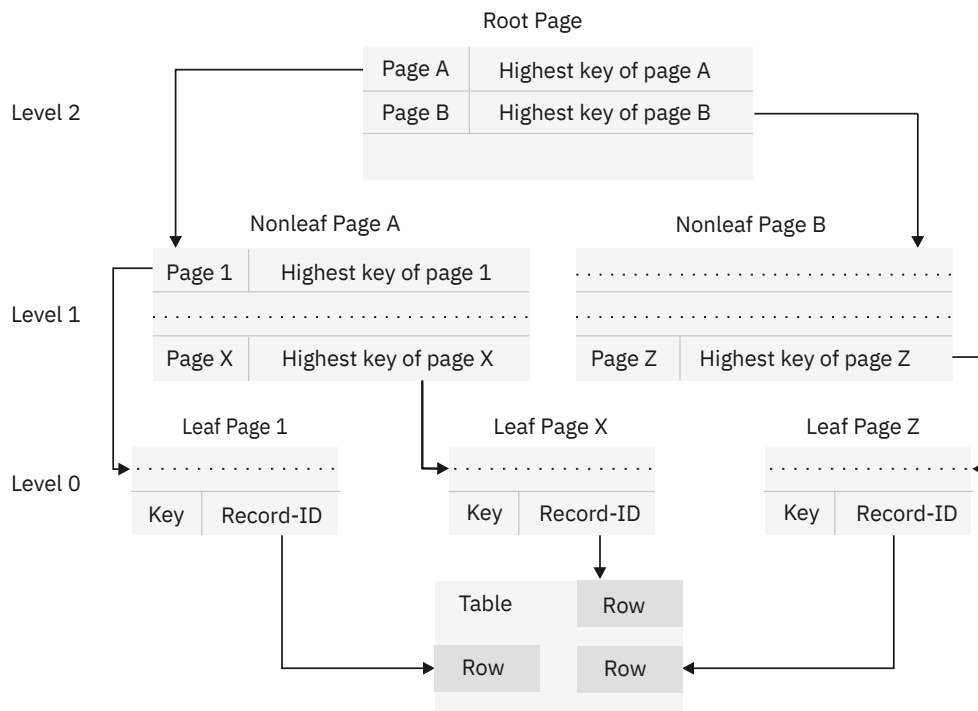 Root Page
Page A Highest key of page A
Level 2
Page B Highest key of page B
Nonleaf Page A
Nonleaf Page B
Page 1 Highest key of page 1
Level 1
Page X Highest key of page X
Page Z Highest key of page Z
Leaf Page 1
Leaf Page X
Leaf Page Z
Level 0
Key Record-ID
Key Record-ID
Key Record-ID
Table
Row
Row
Row